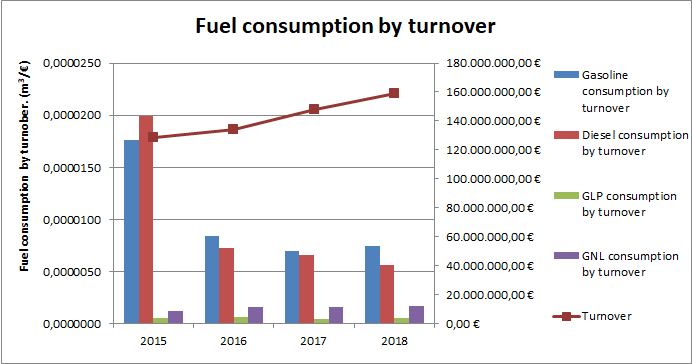 Fuel consumption by turnover
Fuel consumption by turnober. (m³/€)
0,0000250
0,0000200
0,0000150
0,0000100
0,0000050
0,0000000
180.000.000,00 €
160.000.000,00 €
140.000.000,00 €
120.000.000,00 €
100.000.000,00 €
80.000.000,00 €
60.000.000,00 €
40.000.000,00 €
20.000.000,00 €
0,00 €
2015
2016
2017
2018
Gasoline
consumption by
turnover
Diesel consumption
by turnover
GLP consumption
by turnover
GNL consumption
by turnover
Turnover